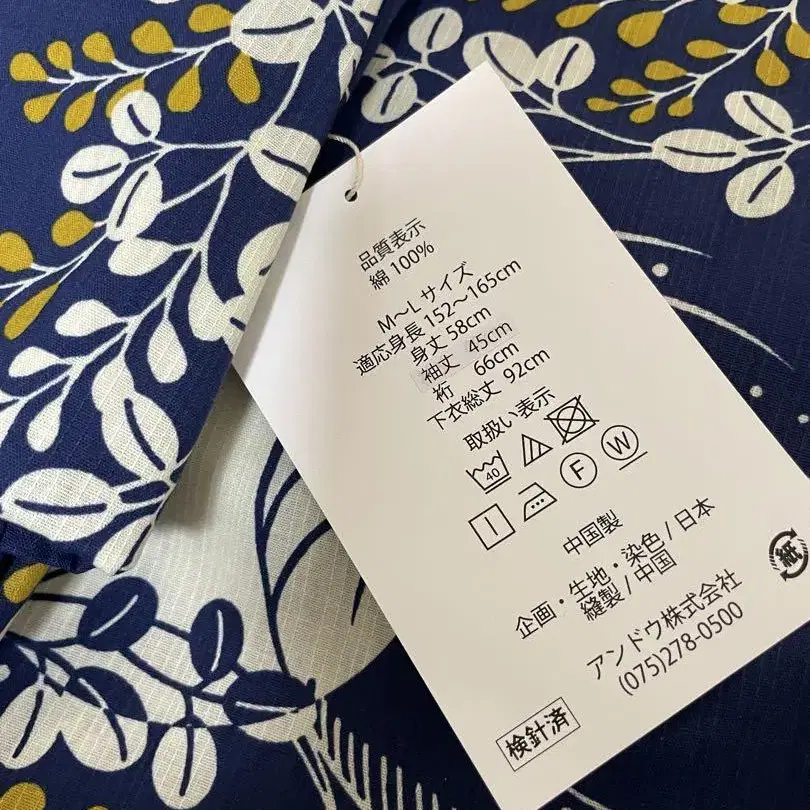 品質表示
綿 100%
M〜L サイズ
適応身長 152〜165cm
身丈 58cm
袖丈 45cm
裄 66cm
下衣総丈 92cm
取扱い表示
40
F W
中国製
企画・生地・染色 / 日本
縫製 / 中国
アンドウ株式会社
(075)278-0500
検針済
紙